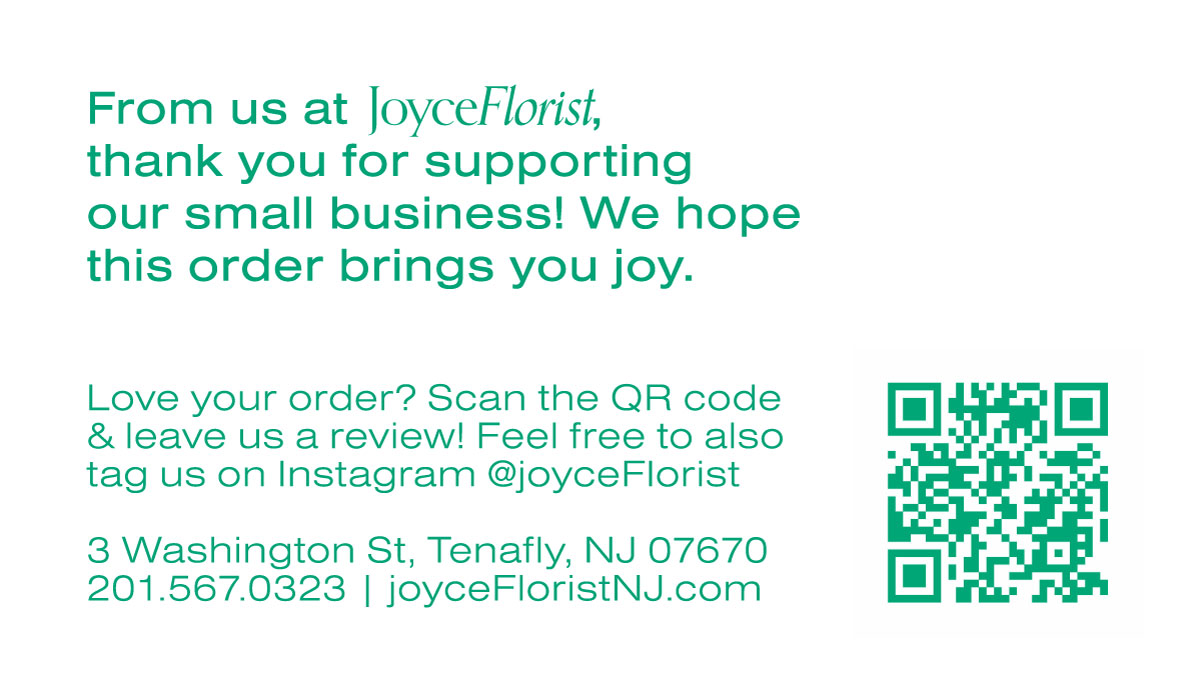 From us at JoyceFlorist,
thank you for supporting
our small business! We hope
this order brings you joy.
Love your order? Scan the QR code
& leave us a review! Feel free to also
tag us on Instagram @joyceFlorist
3 Washington St, Tenafly, NJ 07670
201.567.0323 | joyceFloristNJ.com